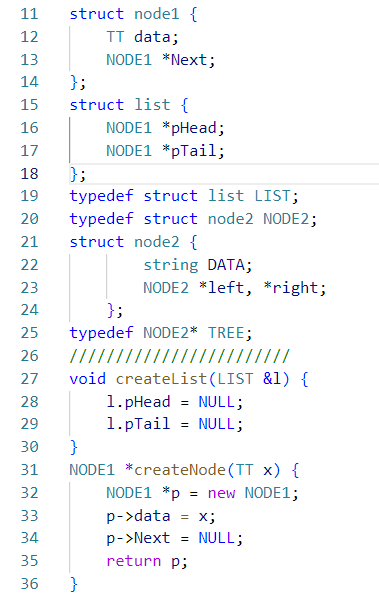 11 struct node1 {
12     TT data;
13     NODE1 *Next;
14 };
15 struct list {
16     NODE1 *pHead;
17     NODE1 *pTail;
18 };
19 typedef struct list LIST;
20 typedef struct node2 NODE2;
21 struct node2 {
22         string DATA;
23         NODE2 *left, *right;
24     };
25 typedef NODE2* TREE;
26 ////////////////////////
27 void createList(LIST &l) {
28     l.pHead = NULL;
29     l.pTail = NULL;
30 }
31 NODE1 *createNode(TT x) {
32     NODE1 *p = new NODE1;
33     p->data = x;
34     p->Next = NULL;
35     return p;
36 }